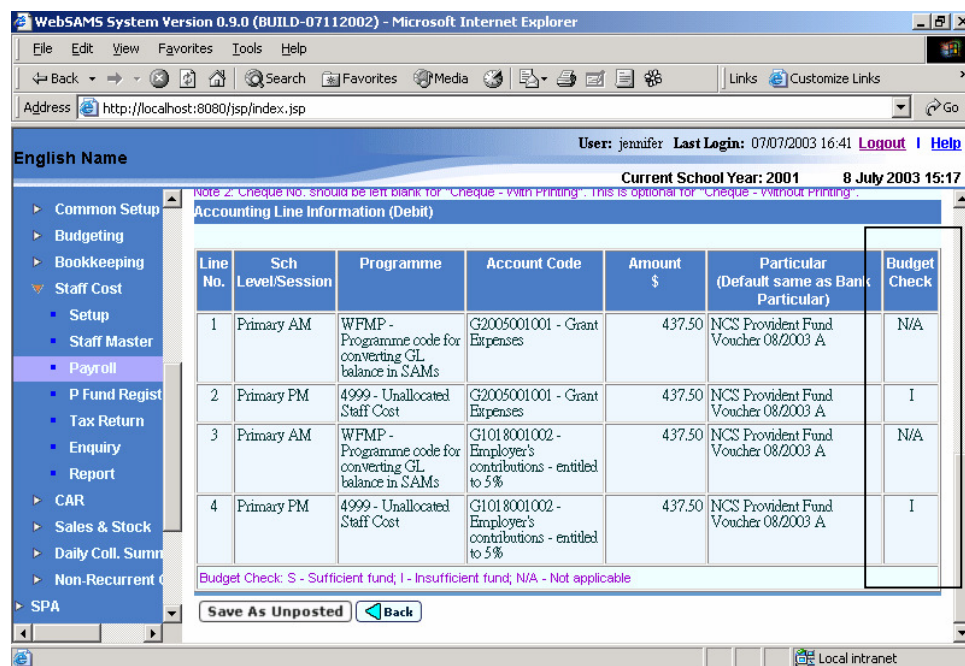 WebSAMS System Version 0.9.0 (BUILD-07112002) - Microsoft Internet Explorer
File Edit View Favorites Tools Help
Back Search Favorites Media Links Customize Links
Address http://localhost:8080/jsp/index.jsp Go
User: jennifer Last Login: 07/07/2003 16:41 Logout | Help
English Name
Current School Year: 2001 8 July 2003 15:17
Note 2: Cheque No. should be left blank for "Cheque - With Printing". This is optional for "Cheque - Without Printing".
Common Setup
Budgeting
Bookkeeping
Staff Cost
Setup
Staff Master
Payroll
P Fund Regist
Tax Return
Enquiry
Report
CAR
Sales & Stock
Daily Coll. Summ
Non-Recurrent
SPA
Accounting Line Information (Debit)
Line No. Sch Level/Session Programme Account Code Amount $ Particular (Default same as Bank Particular) Budget Check
1 Primary AM WFMP - Programme code for converting GL balance in SAMs G2005001001 - Grant Expenses 437.50 NCS Provident Fund Voucher 08/2003 A N/A
2 Primary PM 4999 - Unallocated Staff Cost G2005001001 - Grant Expenses 437.50 NCS Provident Fund Voucher 08/2003 A I
3 Primary AM WFMP - Programme code for converting GL balance in SAMs G1018001002 - Employer's contributions - entitled to 5% 437.50 NCS Provident Fund Voucher 08/2003 A N/A
4 Primary PM 4999 - Unallocated Staff Cost G1018001002 - Employer's contributions - entitled to 5% 437.50 NCS Provident Fund Voucher 08/2003 A I
Budget Check: S - Sufficient fund; I - Insufficient fund; N/A - Not applicable
Save As Unposted Back
Local intranet